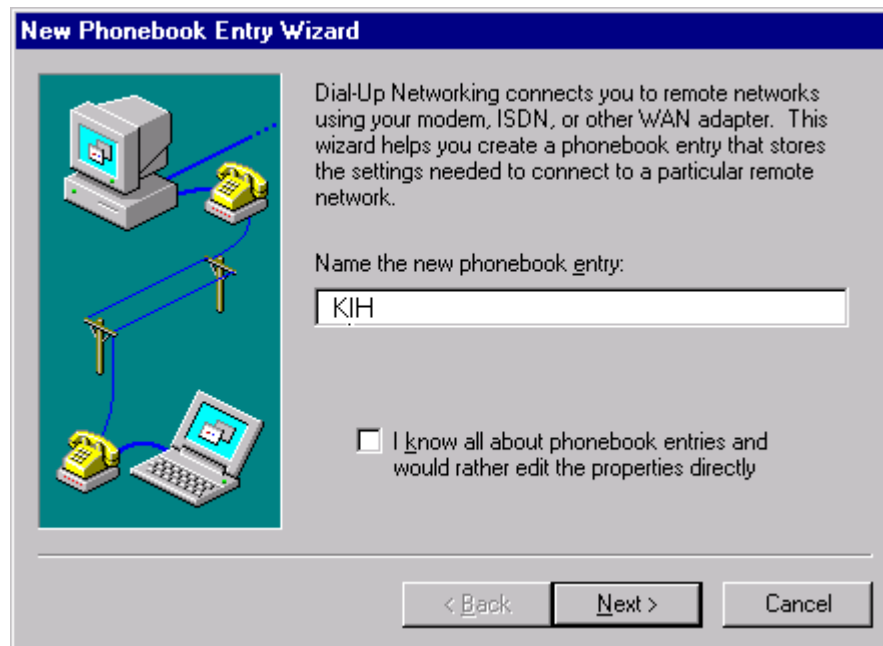 New Phonebook Entry Wizard
Dial-Up Networking connects you to remote networks
using your modem, ISDN, or other WAN adapter. This
wizard helps you create a phonebook entry that stores
the settings needed to connect to a particular remote
network.
Name the new phonebook entry:
KIH
I know all about phonebook entries and
would rather edit the properties directly
< Back
Next >
Cancel